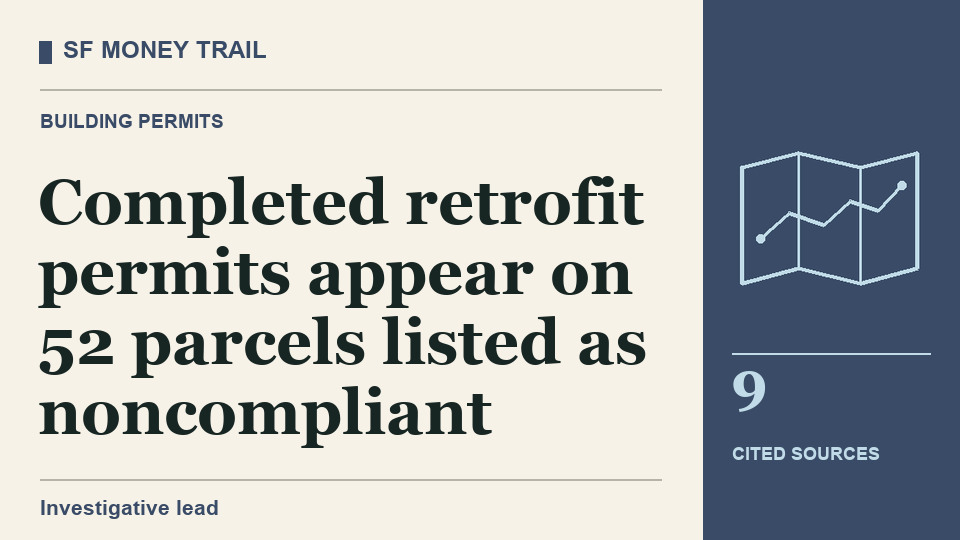 SF MONEY TRAIL
BUILDING PERMITS
Completed retrofit
permits appear on
52 parcels listed as
noncompliant
Investigative lead
9
CITED SOURCES